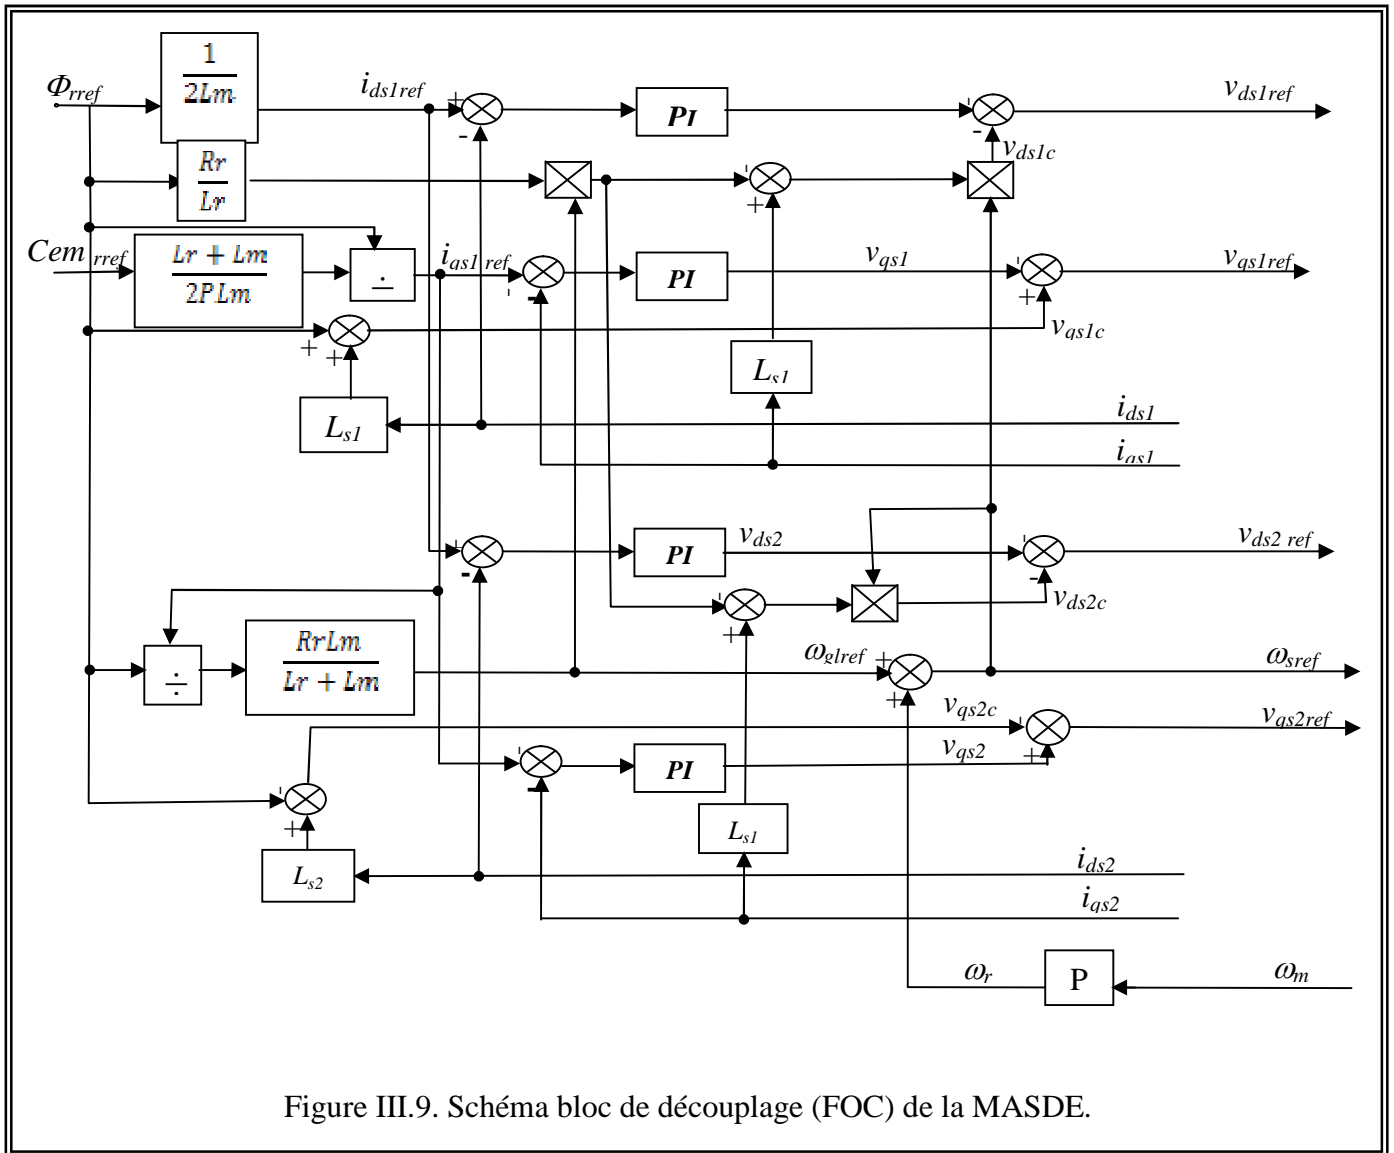 Φrref
1
2Lm
ids1ref
+
-
PI
-
vds1ref
vds1c
Rr
Lr
+
Cem rref
Lr + Lm
2PLm
÷
iqs1 ref
-
PI
vqs1
+
vqs1ref
+
+
vqs1c
Ls1
Ls1
ids1
iqs1
+
-
PI
vds2
-
vds2 ref
vds2c
+
÷
RrLm
Lr + Lm
ωglref
+
+
ωsref
vqs2c
vqs2ref
-
PI
vqs2
+
+
Ls1
Ls2
ids2
iqs2
ωr
P
ωm
Figure III.9. Schéma bloc de découplage (FOC) de la MASDE.